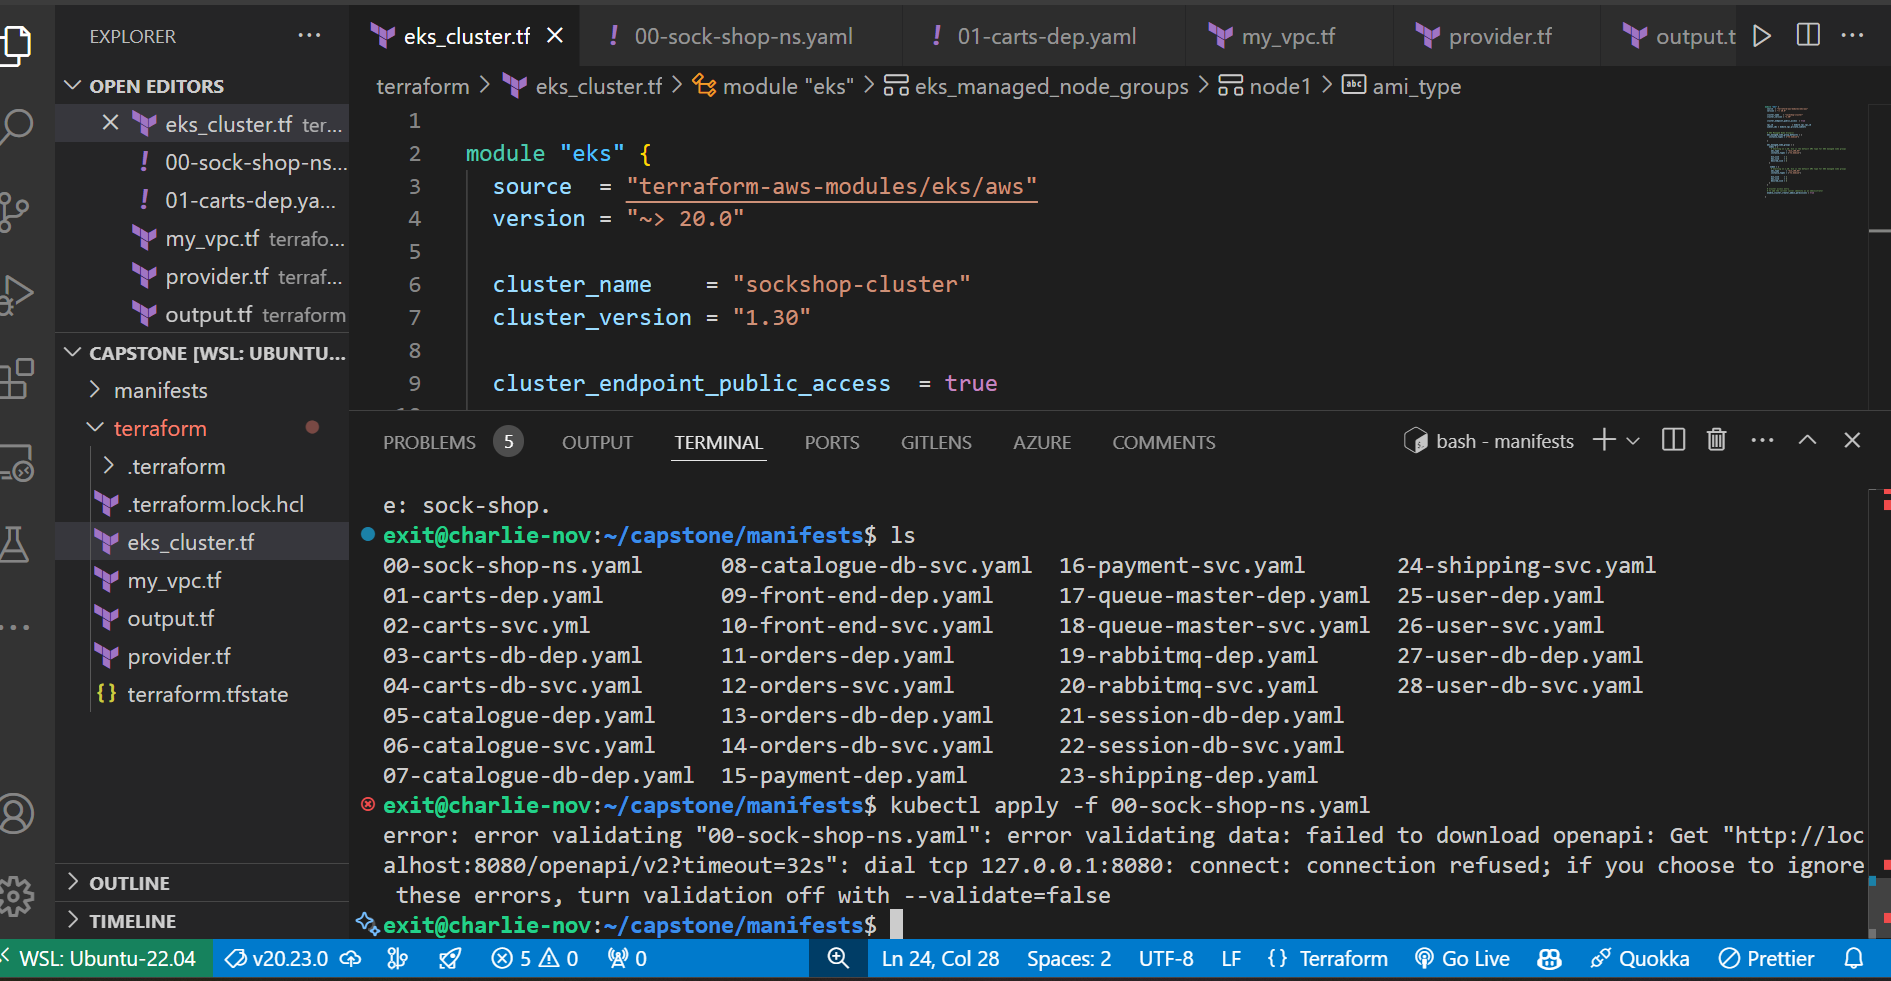 EXPLORER
OPEN EDITORS
eks_cluster.tf ter...
! 00-sock-shop-ns...
! 01-carts-dep.ya...
my_vpc.tf terrafo...
provider.tf terraf...
output.tf terraform
CAPSTONE [WSL: UBUNTU...
manifests
terraform
.terraform
.terraform.lock.hcl
eks_cluster.tf
my_vpc.tf
output.tf
provider.tf
{} terraform.tfstate
OUTLINE
TIMELINE
eks_cluster.tf ! 00-sock-shop-ns.yaml ! 01-carts-dep.yaml my_vpc.tf provider.tf output.t
terraform > eks_cluster.tf > module "eks" > eks_managed_node_groups > node1 > abc ami_type
1
2 module "eks" {
3 source = "terraform-aws-modules/eks/aws"
4 version = "~> 20.0"
5
6 cluster_name = "sockshop-cluster"
7 cluster_version = "1.30"
8
9 cluster_endpoint_public_access = true
PROBLEMS 5 OUTPUT TERMINAL PORTS GITLENS AZURE COMMENTS bash - manifests
e: sock-shop.
exit@charlie-nov:~/capstone/manifests$ ls
00-sock-shop-ns.yaml 08-catalogue-db-svc.yaml 16-payment-svc.yaml 24-shipping-svc.yaml
01-carts-dep.yaml 09-front-end-dep.yaml 17-queue-master-dep.yaml 25-user-dep.yaml
02-carts-svc.yml 10-front-end-svc.yaml 18-queue-master-svc.yaml 26-user-svc.yaml
03-carts-db-dep.yaml 11-orders-dep.yaml 19-rabbitmq-dep.yaml 27-user-db-dep.yaml
04-carts-db-svc.yaml 12-orders-svc.yaml 20-rabbitmq-svc.yaml 28-user-db-svc.yaml
05-catalogue-dep.yaml 13-orders-db-dep.yaml 21-session-db-dep.yaml
06-catalogue-svc.yaml 14-orders-db-svc.yaml 22-session-db-svc.yaml
07-catalogue-db-dep.yaml 15-payment-dep.yaml 23-shipping-dep.yaml
exit@charlie-nov:~/capstone/manifests$ kubectl apply -f 00-sock-shop-ns.yaml
error: error validating "00-sock-shop-ns.yaml": error validating data: failed to download openapi: Get "http://loc
alhost:8080/openapi/v2?timeout=32s": dial tcp 127.0.0.1:8080: connect: connection refused; if you choose to ignore
these errors, turn validation off with --validate=false
exit@charlie-nov:~/capstone/manifests$
WSL: Ubuntu-22.04 v20.23.0 5 0 0 Ln 24, Col 28 Spaces: 2 UTF-8 LF {} Terraform Go Live Quokka Prettier